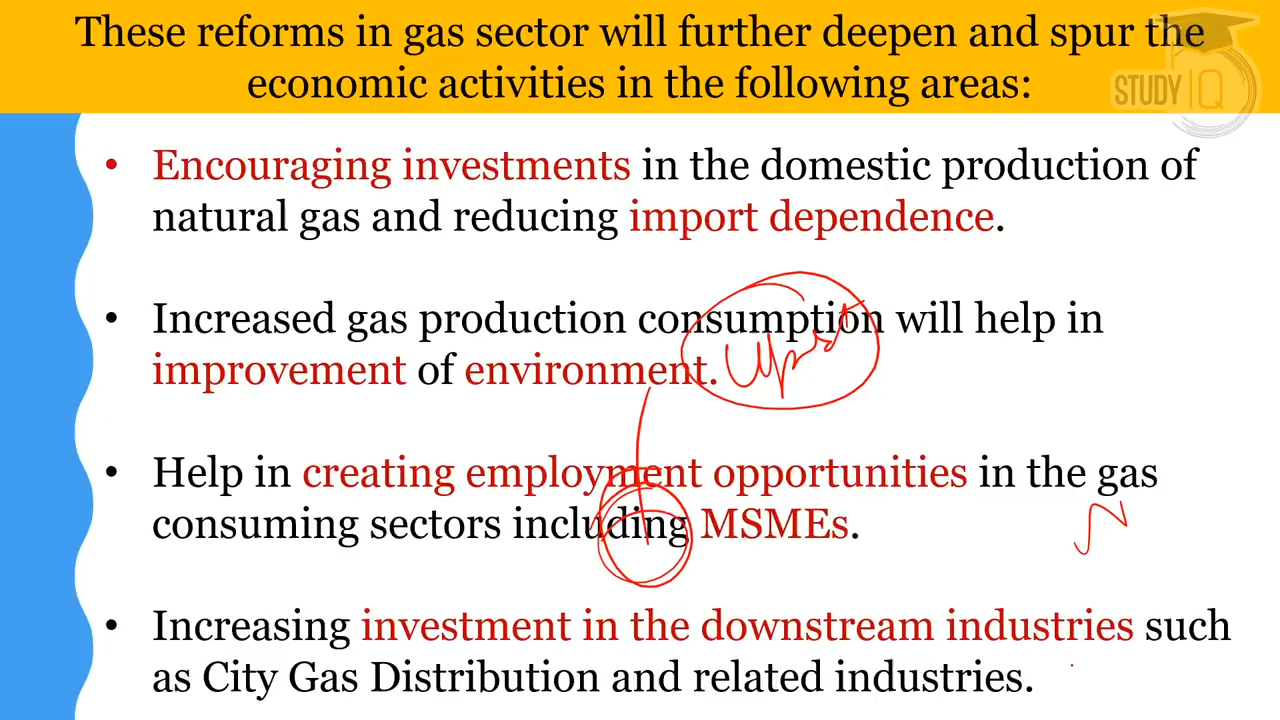 These reforms in gas sector will further deepen and spur the
economic activities in the following areas:
STUDY IQ
• Encouraging investments in the domestic production of
natural gas and reducing import dependence.
• Increased gas production consumption will help in
improvement of environment.
• Help in creating employment opportunities in the gas
consuming sectors including MSMEs.
• Increasing investment in the downstream industries such
as City Gas Distribution and related industries.